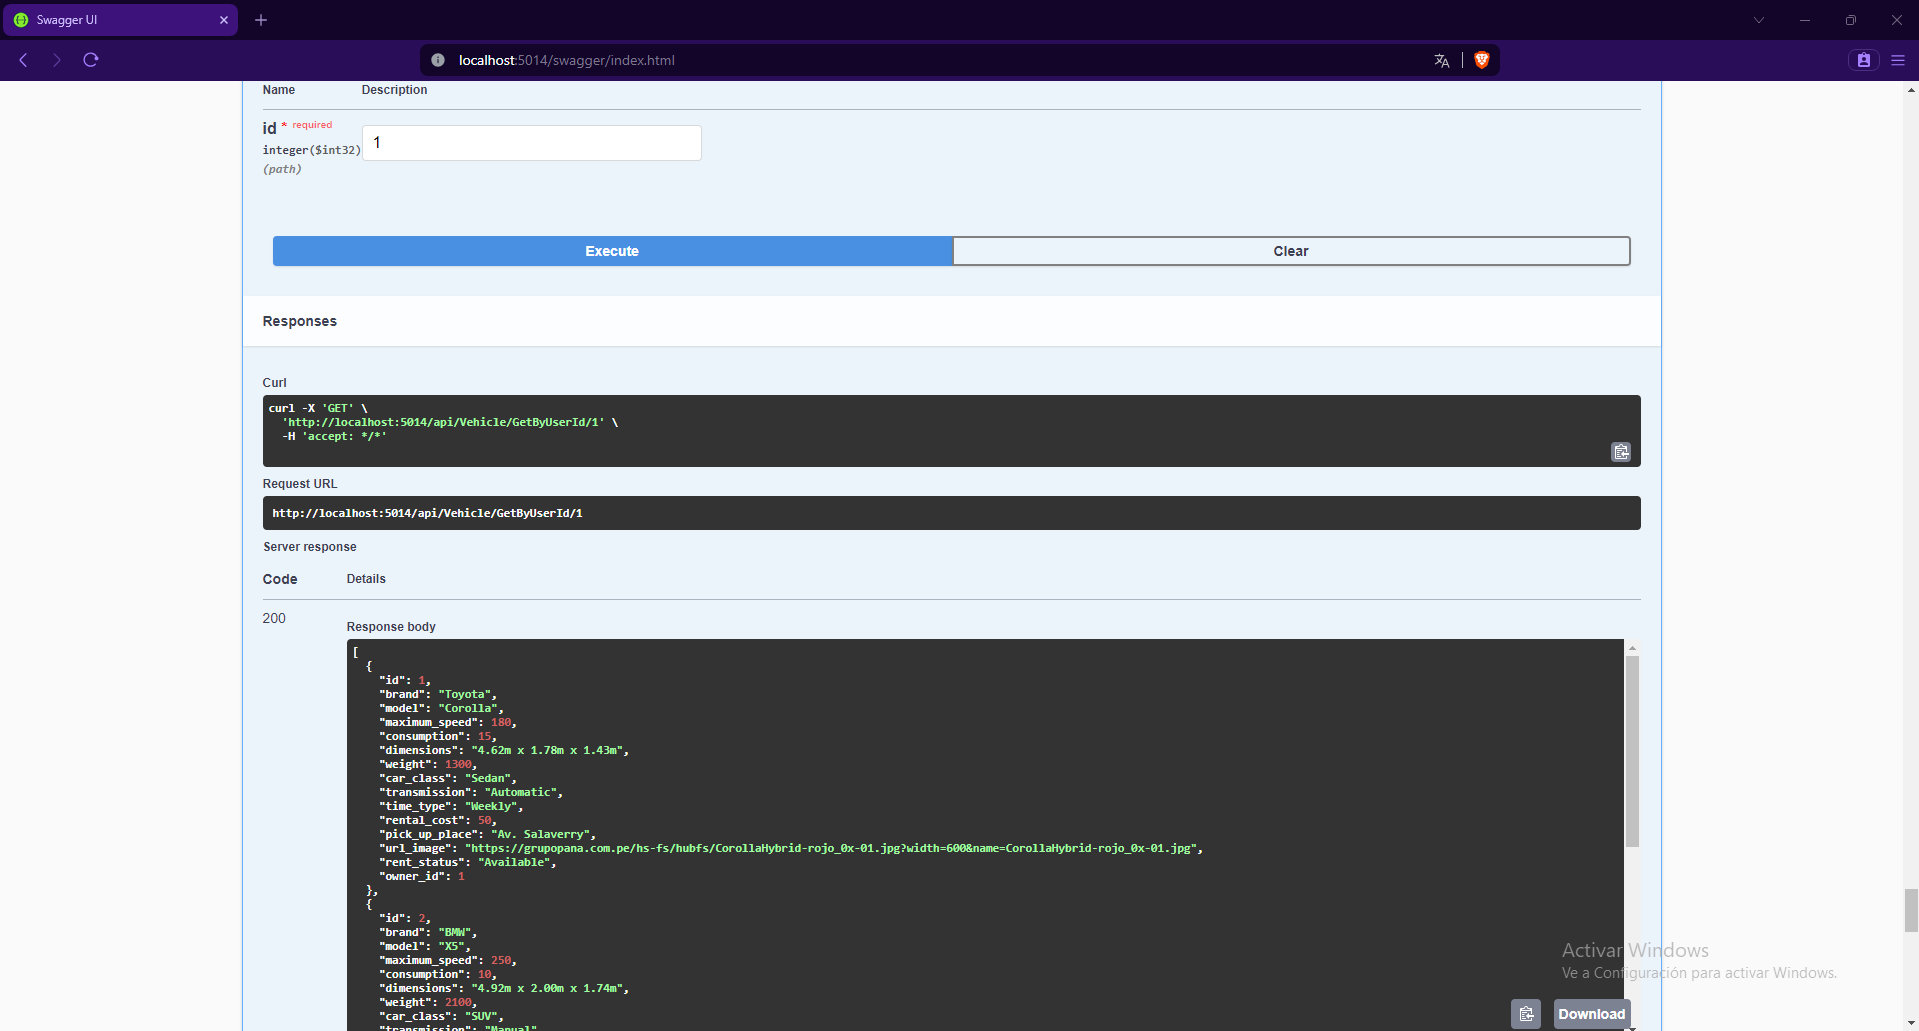 Swagger UI
localhost:5014/swagger/index.html
Name Description
id * required
integer($int32)
(path)
1
Execute Clear
Responses
Curl
curl -X 'GET' \
'http://localhost:5014/api/Vehicle/GetByUserId/1' \
-H 'accept: */*'
Request URL
http://localhost:5014/api/Vehicle/GetByUserId/1
Server response
Code Details
200
Response body
[
{
"id": 1,
"brand": "Toyota",
"model": "Corolla",
"maximum_speed": 180,
"consumption": 15,
"dimensions": "4.62m x 1.78m x 1.43m",
"weight": 1300,
"car_class": "Sedan",
"transmission": "Automatic",
"time_type": "Weekly",
"rental_cost": 50,
"pick_up_place": "Av. Salaverry",
"url_image": "https://grupopana.com.pe/hs-fs/hubfs/CorollaHybrid-rojo_0x-01.jpg?width=600&name=CorollaHybrid-rojo_0x-01.jpg",
"rent_status": "Available",
"owner_id": 1
},
{
"id": 2,
"brand": "BMW",
"model": "X5",
"maximum_speed": 250,
"consumption": 10,
"dimensions": "4.92m x 2.00m x 1.74m",
"weight": 2100,
"car_class": "SUV",
"transmission": "Manual"
Activar Windows
Ve a Configuración para activar Windows.
Download